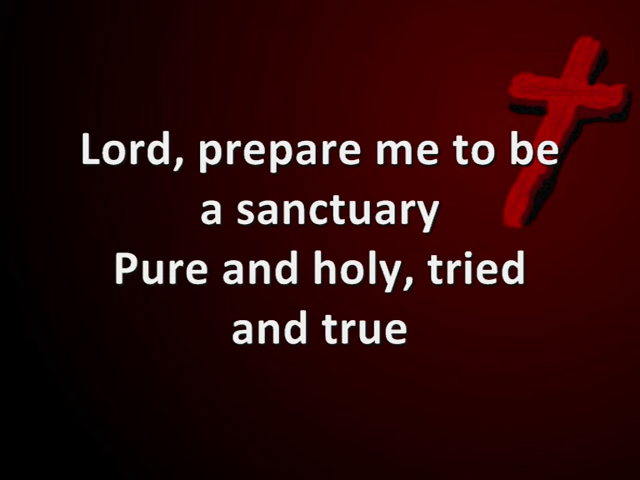 Lord, prepare me to be
a sanctuary
Pure and holy, tried
and true